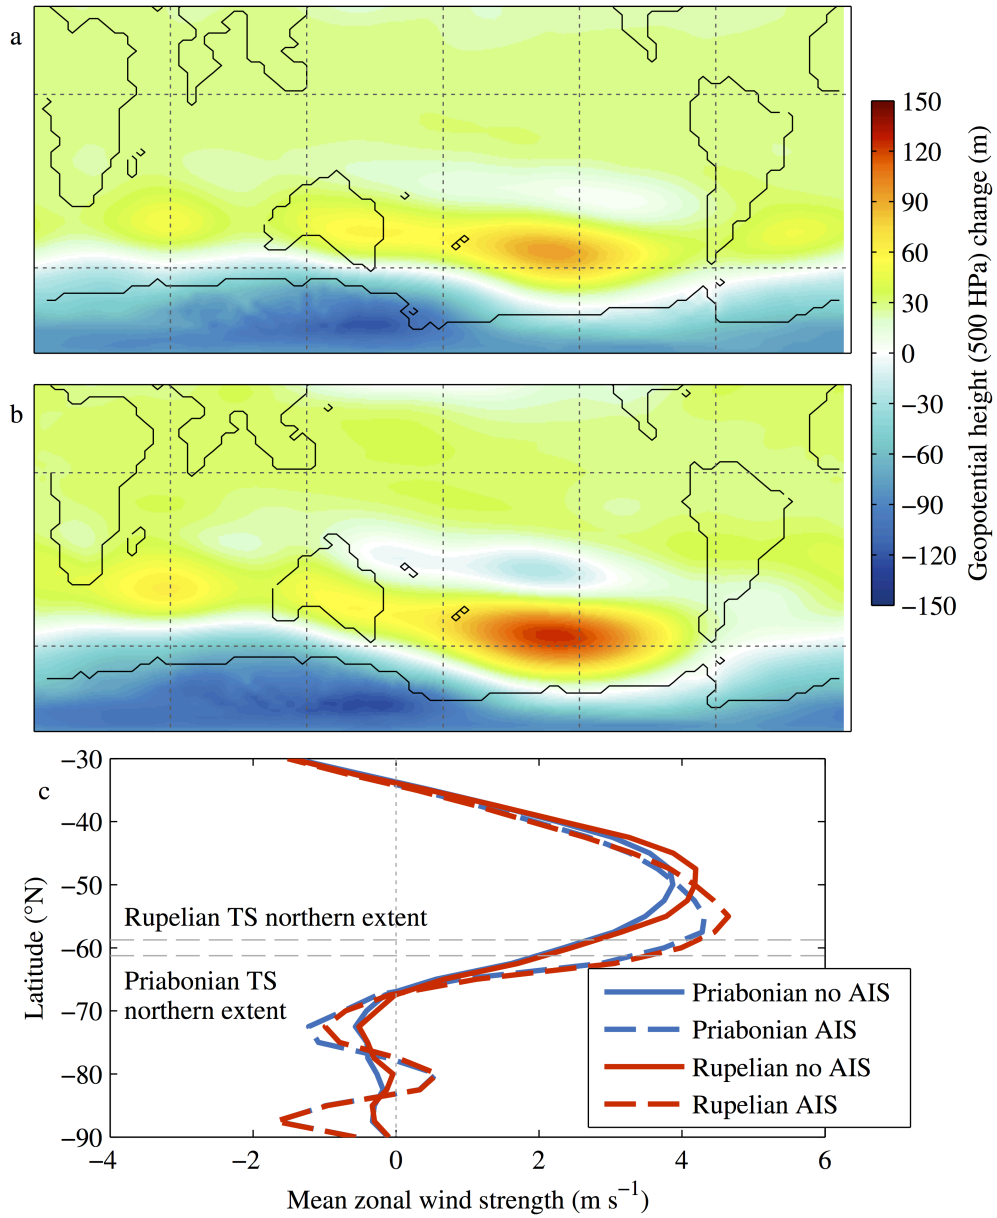 a
150
120
90
60
30
0
−30
−60
−90
−120
−150
Geopotential height (500 HPa) change (m)
b
c
−30
−40
−50
−60
−70
−80
−90
Latitude (°N)
Rupelian TS northern extent
Priabonian TS
northern extent
Priabonian no AIS
Priabonian AIS
Rupelian no AIS
Rupelian AIS
−4
−2
0
2
4
6
Mean zonal wind strength (m s⁻¹)